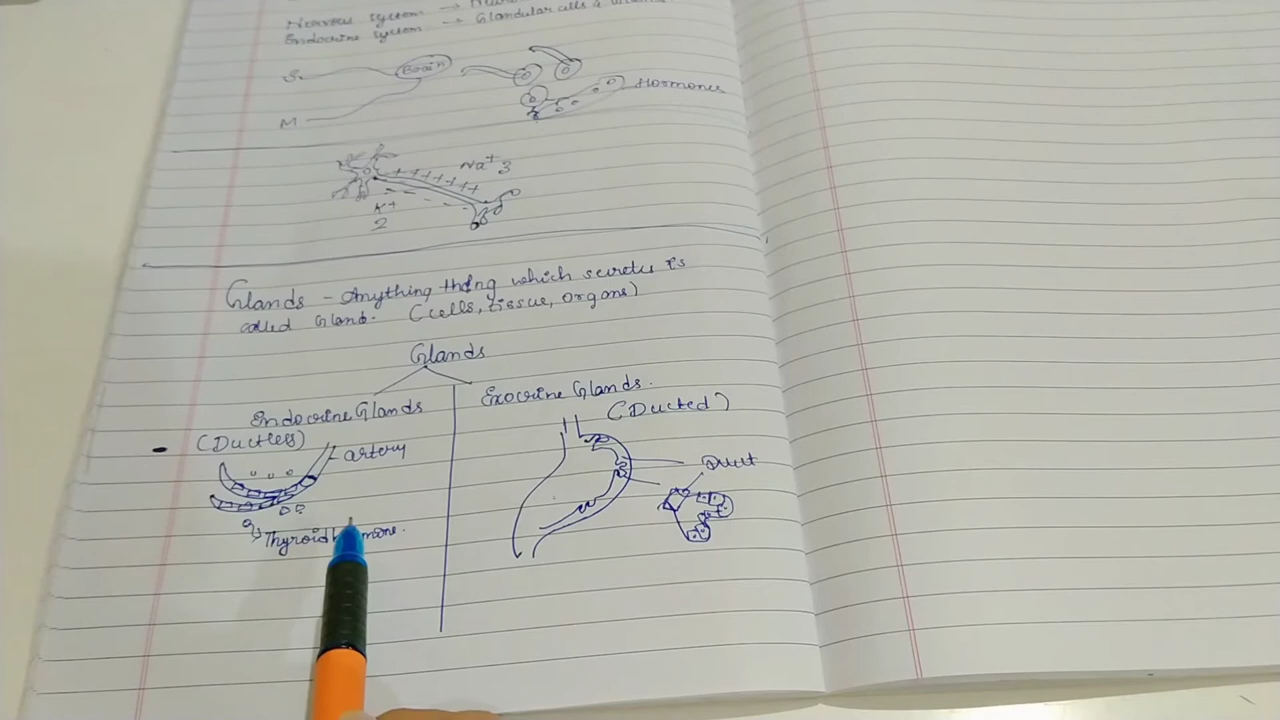 Nervous system →
Endocrine system → Glandular cells &
S
Brain
M
Hormones
Na+ 3
K+
2
Glands - Anything thing which secrete is
called Gland. (cells, tissue, organs)
Glands
Endocrine Glands
(Ductless)
artery
Thyroid
Exocrine Glands.
(Ducted)
Duct